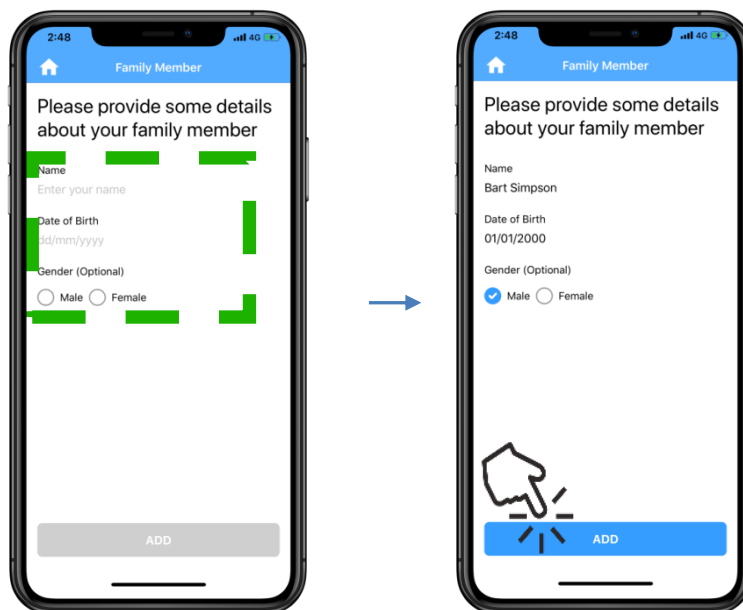 2:48
4G
Family Member
Please provide some details
about your family member
Name
Enter your name
Date of Birth
dd/mm/yyyy
Gender (Optional)
Male Female
ADD
2:48
4G
Family Member
Please provide some details
about your family member
Name
Bart Simpson
Date of Birth
01/01/2000
Gender (Optional)
Male Female
ADD